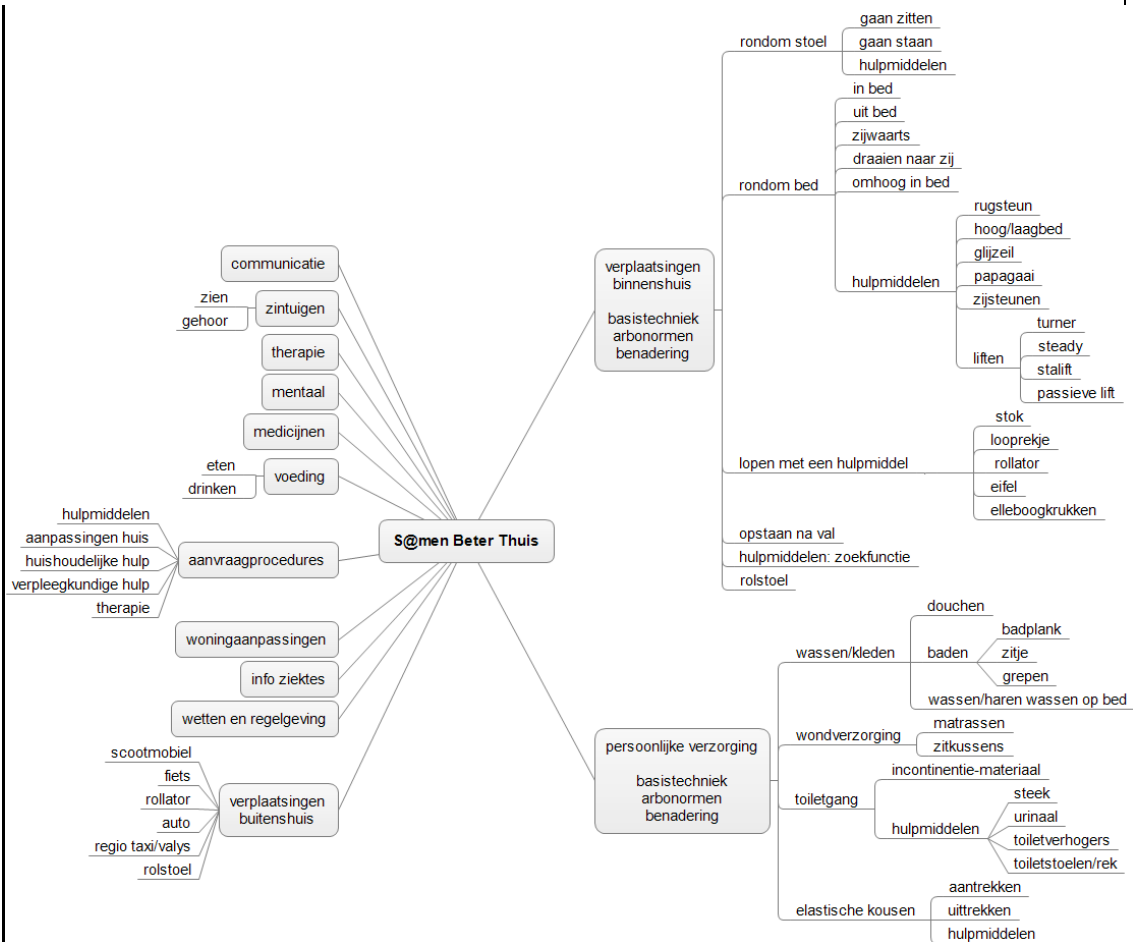 S@men Beter Thuis
communicatie
zintuigen
zien
gehoor
therapie
mentaal
medicijnen
voeding
eten
drinken
aanvraagprocedures
hulpmiddelen
aanpassingen huis
huishoudelijke hulp
verpleegkundige hulp
therapie
woningaanpassingen
info ziektes
wetten en regelgeving
verplaatsingen
buitenshuis
scootmobiel
fiets
rollator
auto
regio taxi/valys
rolstoel
verplaatsingen
binnenshuis
basistechniek
arbonormen
benadering
rondom stoel
gaan zitten
gaan staan
hulpmiddelen
rondom bed
in bed
uit bed
zijwaarts
draaien naar zij
omhoog in bed
hulpmiddelen
rugsteun
hoog/laagbed
glijzeil
papagaai
zijsteunen
liften
turner
steady
stalift
passieve lift
lopen met een hulpmiddel
stok
looprekje
rollator
eifel
elleboogkrukken
opstaan na val
hulpmiddelen: zoekfunctie
rolstoel
persoonlijke verzorging
basistechniek
arbonormen
benadering
wassen/kleden
douchen
baden
badplank
zitje
grepen
wassen/haren wassen op bed
wondverzorging
matrassen
zitkussens
toiletgang
incontinentie-materiaal
hulpmiddelen
steek
urinaal
toiletverhogers
toiletstoelen/rek
elastische kousen
aantrekken
uittrekken
hulpmiddelen